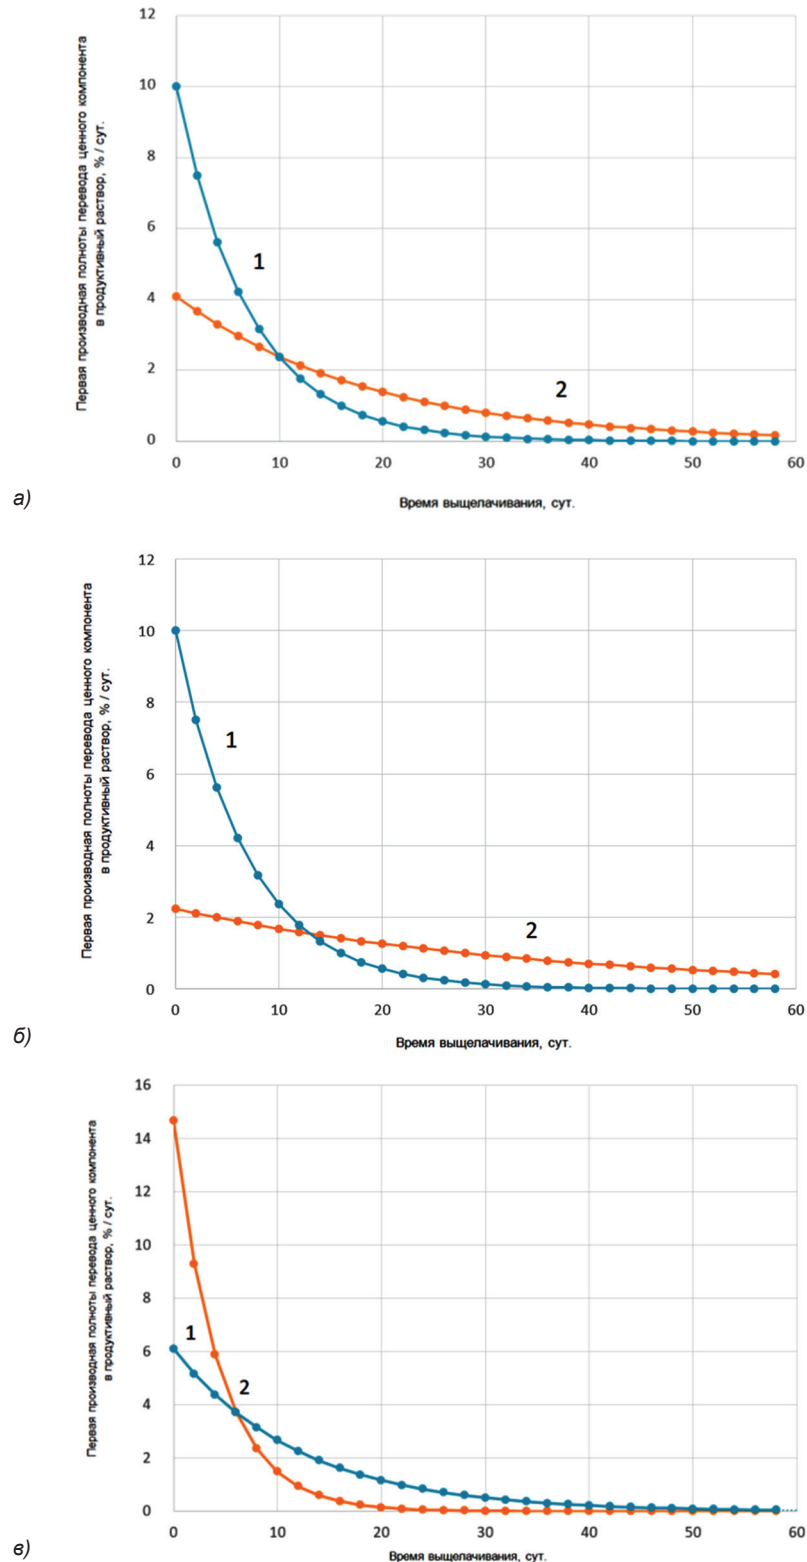 12
10
8
6
4
2
0
Первая производная полноты перевода ценного компонента
в продуктивный раствор, % / сут.
1
2
0 10 20 30 40 50 60
Время выщелачивания, сут.
а)
12
10
8
6
4
2
0
Первая производная полноты перевода ценного компонента
в продуктивный раствор, % / сут.
1
2
0 10 20 30 40 50 60
Время выщелачивания, сут.
б)
16
14
12
10
8
6
4
2
0
Первая производная полноты перевода ценного компонента
в продуктивный раствор, % / сут.
1
2
0 10 20 30 40 50 60
Время выщелачивания, сут.
в)